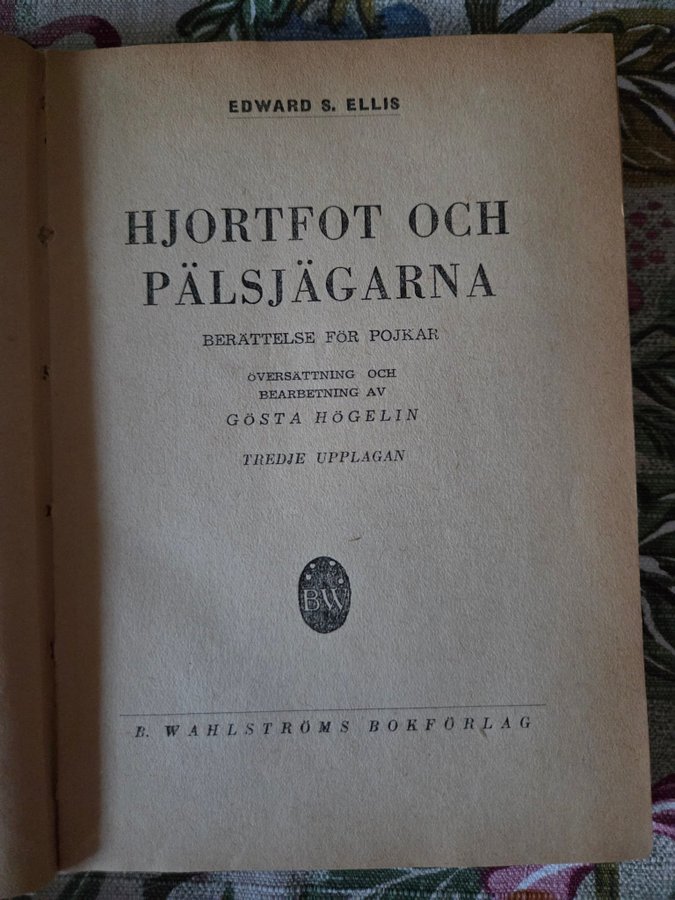 EDWARD S. ELLIS
HJORTFOT OCH
PÄLSJÄGARNA
BERÄTTELSE FÖR POJKAR
ÖVERSÄTTNING OCH
BEARBETNING AV
GÖSTA HÖGELIN
TREDJE UPPLAGAN
BW
B. WAHLSTRÖMS BOKFÖRLAG